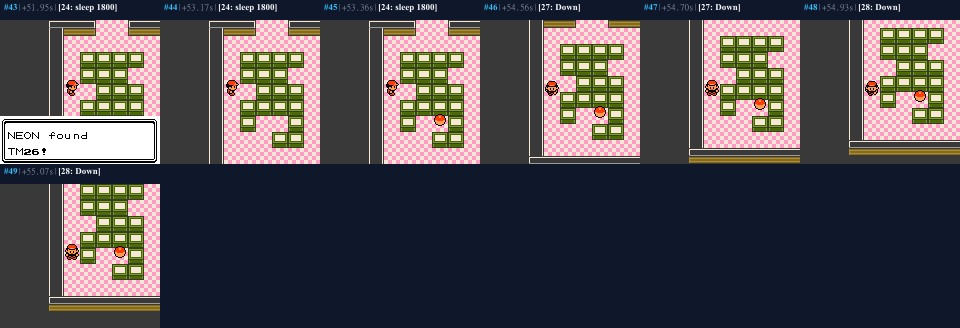 #43| +51.95s| [24: sleep 1800]
#44| +53.17s| [24: sleep 1800]
#45| +53.36s| [24: sleep 1800]
#46| +54.56s| [27: Down]
#47| +54.70s| [27: Down]
#48| +54.93s| [28: Down]
NEON found
TM26!
#49| +55.07s| [28: Down]